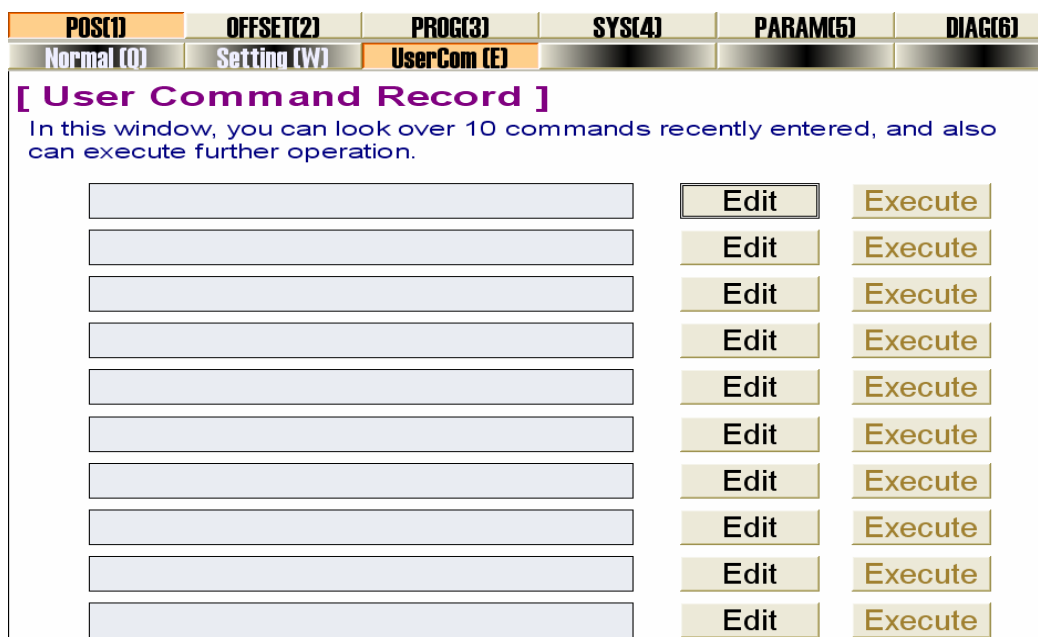 POS(1) OFFSET(2) PROG(3) SYS(4) PARAM(5) DIAG(6)
Normal (Q) Setting (W) UserCom (E)
[ User Command Record ]
In this window, you can look over 10 commands recently entered, and also
can execute further operation.
Edit Execute
Edit Execute
Edit Execute
Edit Execute
Edit Execute
Edit Execute
Edit Execute
Edit Execute
Edit Execute
Edit Execute